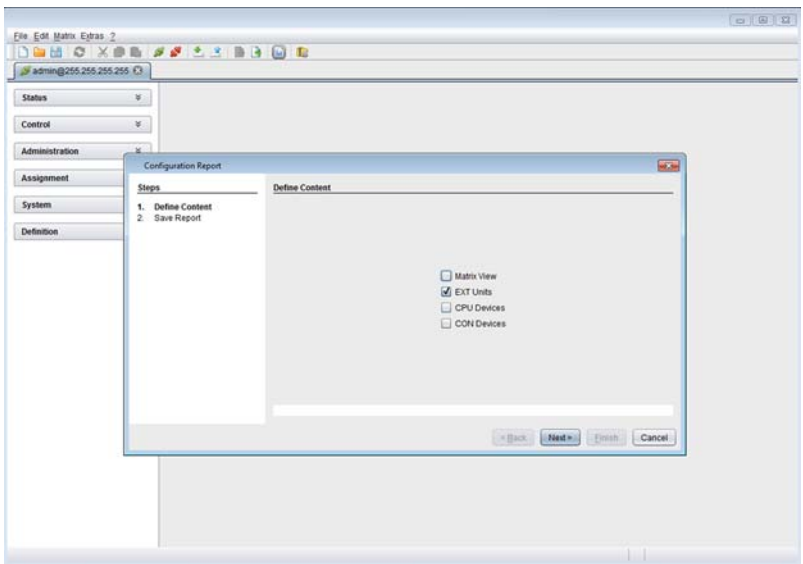 File Edit Matrix Extras ?
admin@255.255.255.255
Status
Control
Administration
Assignment
System
Definition
Configuration Report
Steps
1. Define Content
2. Save Report
Define Content
Matrix View
EXT Units
CPU Devices
CON Devices
< Back Next > Finish Cancel